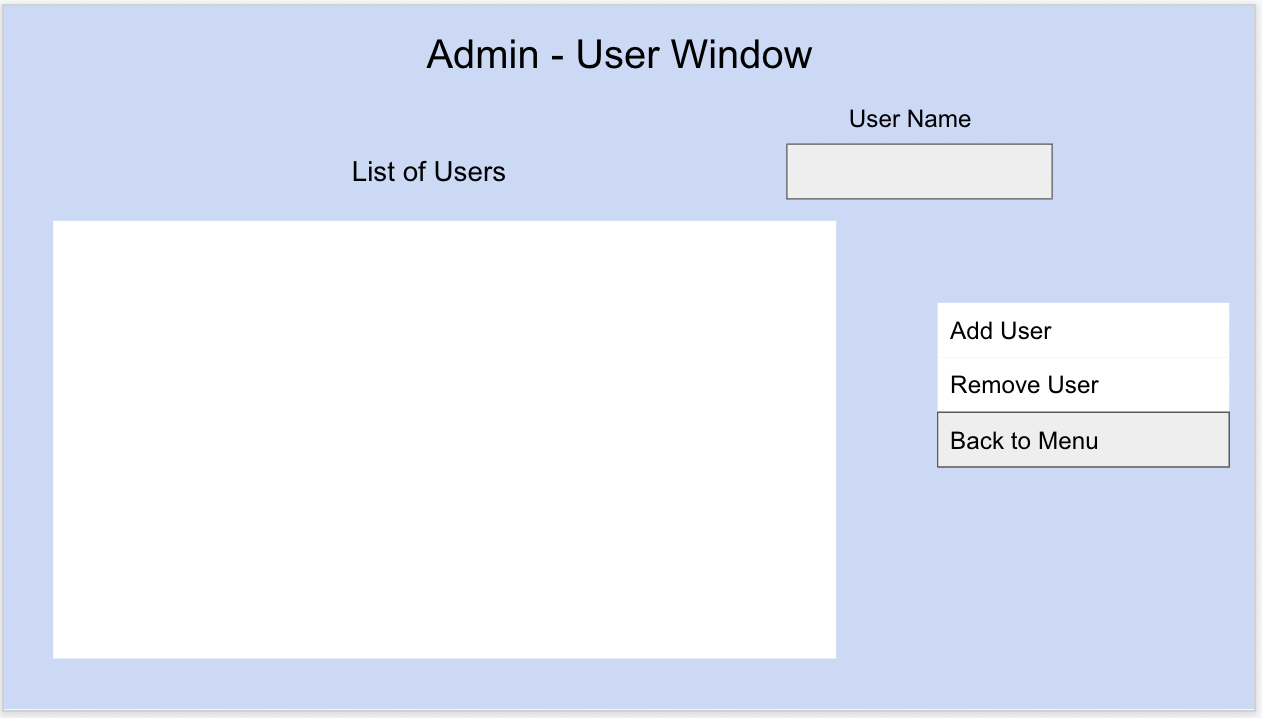 Admin - User Window
User Name
List of Users
Add User
Remove User
Back to Menu